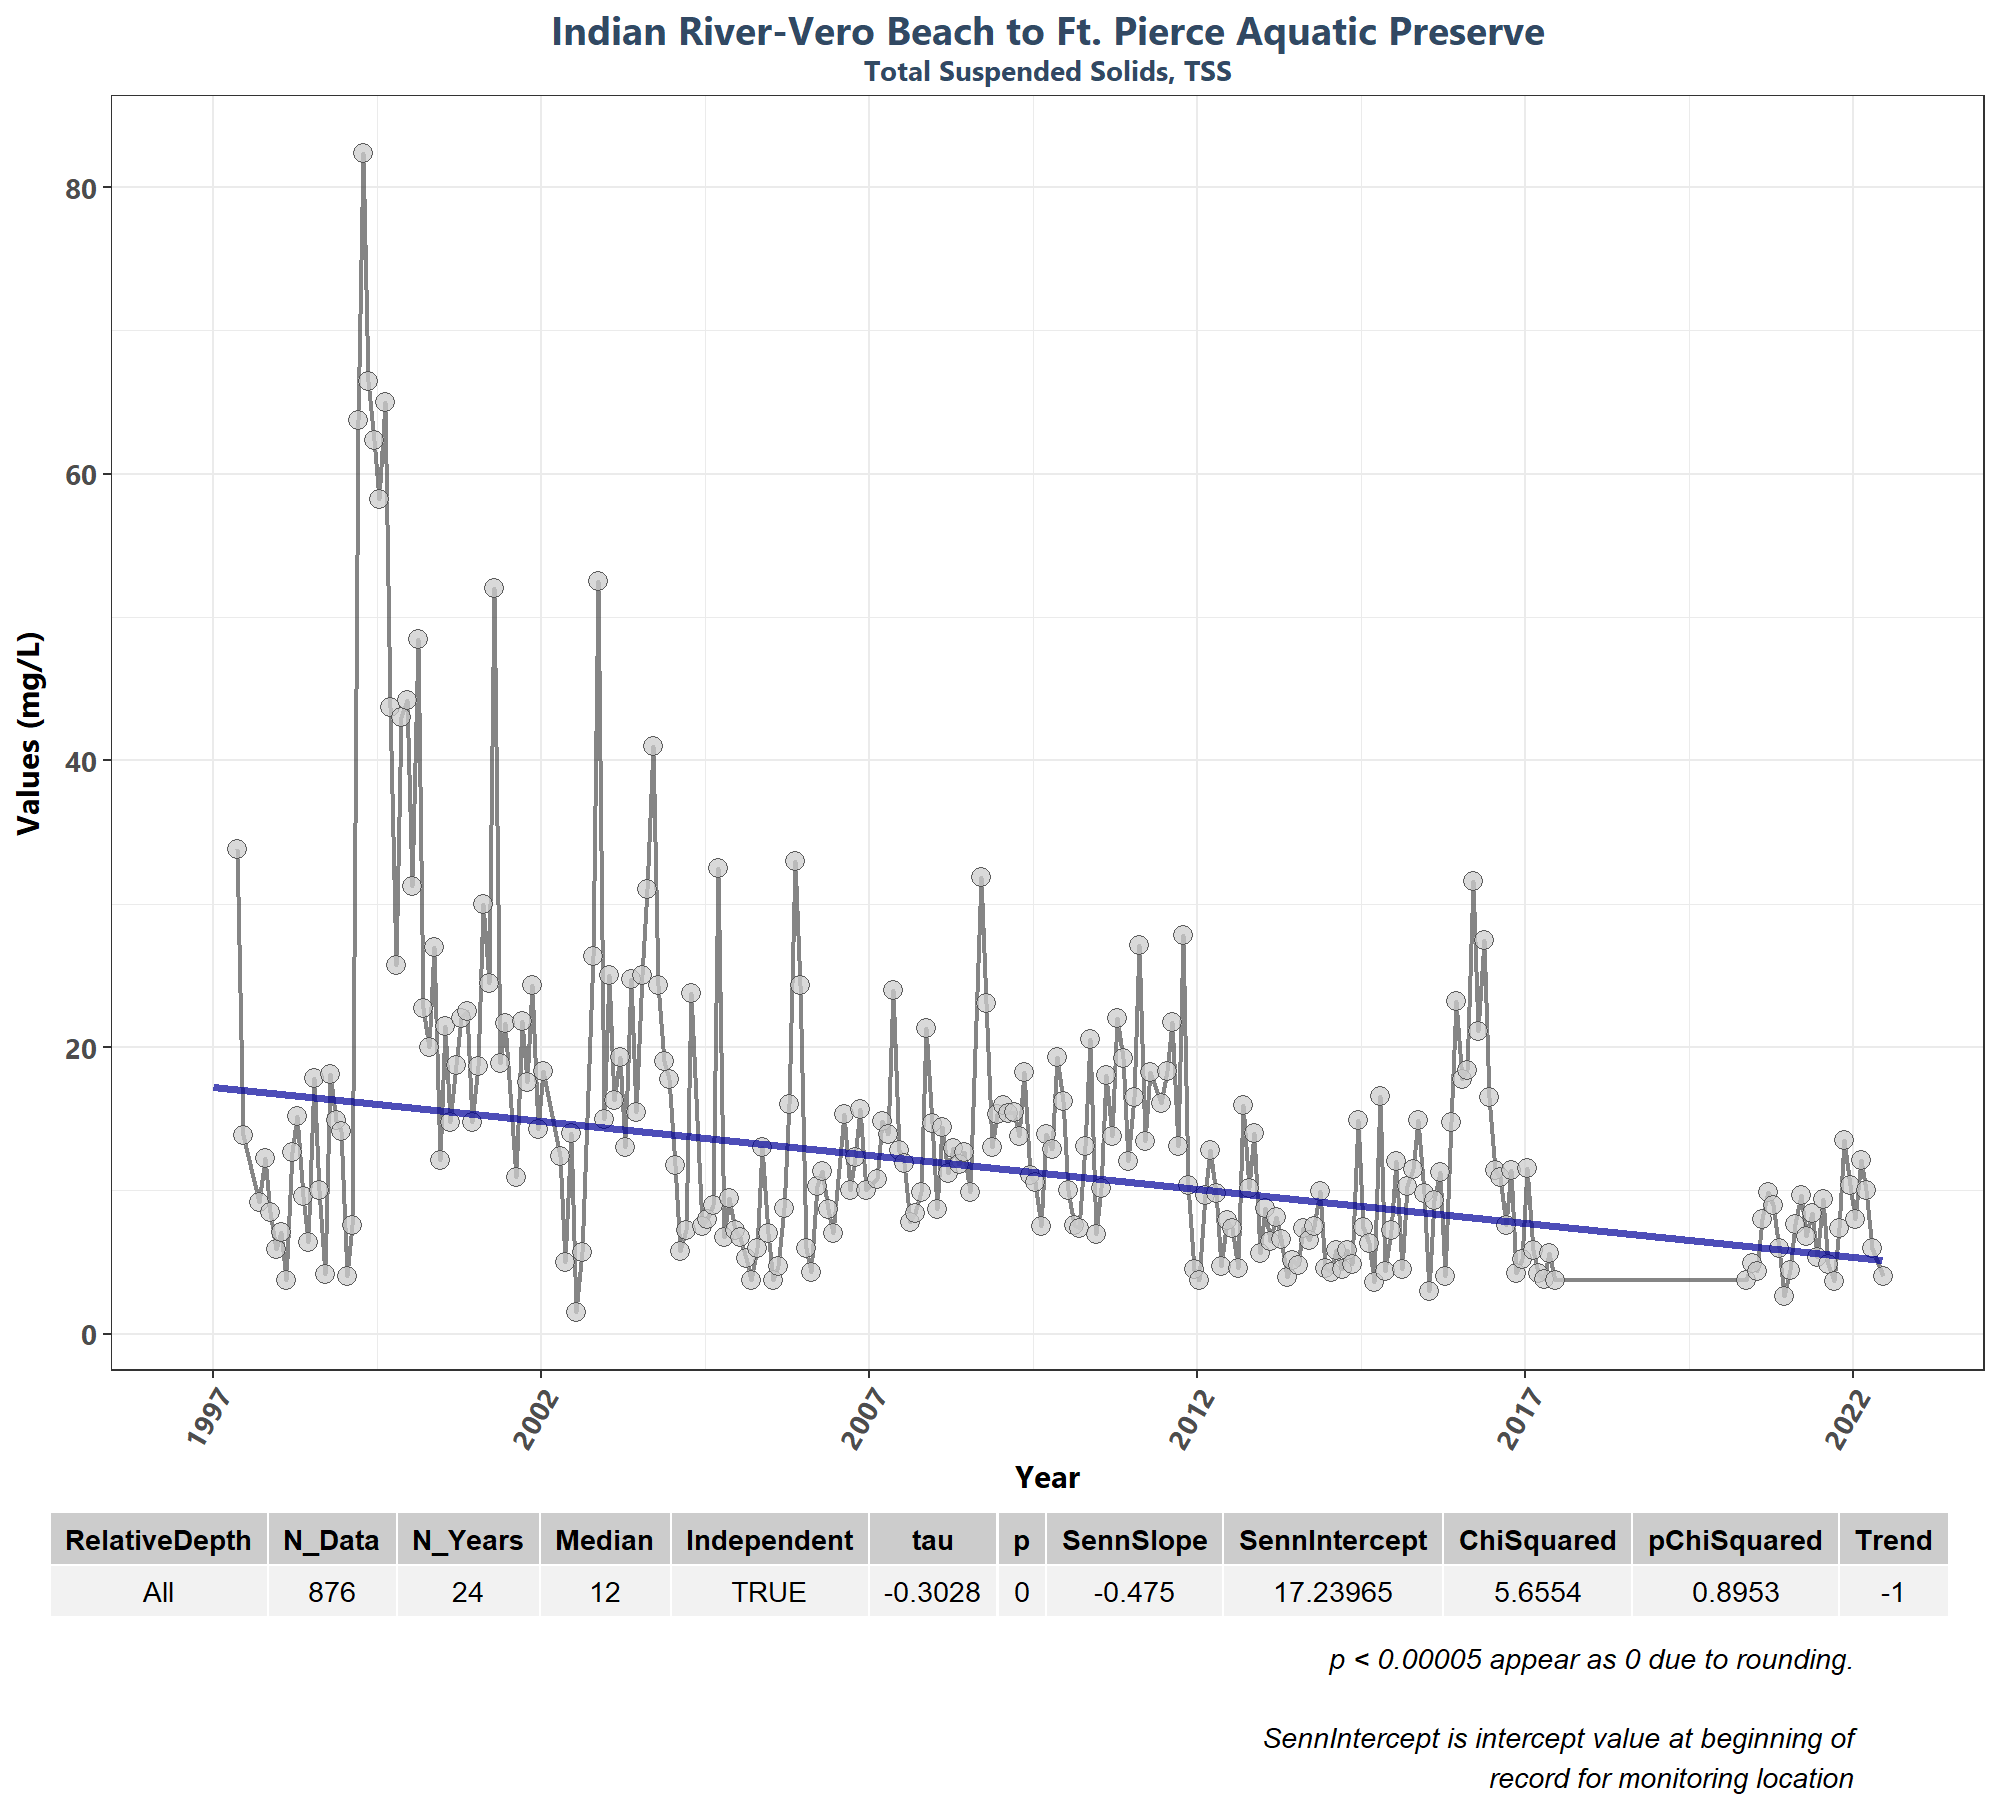 Indian River-Vero Beach to Ft. Pierce Aquatic Preserve
Total Suspended Solids, TSS
Values (mg/L)
80
60
40
20
0
1997 2002 2007 2012 2017 2022
Year
RelativeDepth N_Data N_Years Median Independent tau p SennSlope SennIntercept ChiSquared pChiSquared Trend
All 876 24 12 TRUE -0.3028 0 -0.475 17.23965 5.6554 0.8953 -1
p < 0.00005 appear as 0 due to rounding.
SennIntercept is intercept value at beginning of
record for monitoring location